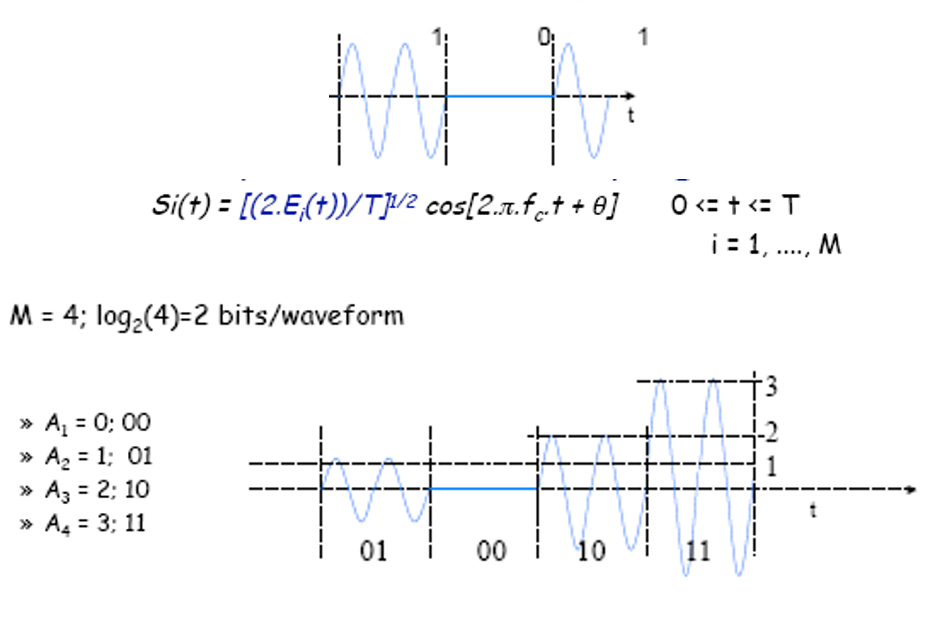 1 0 1
t
Si(t) = [(2.Eᵢ(t))/T]^1/2 cos[2.π.f_c.t + θ] 0 <= t <= T
i = 1, ...., M
M = 4; log₂(4)=2 bits/waveform
3
» A₁ = 0; 00
2
» A₂ = 1; 01
1
» A₃ = 2; 10
t
» A₄ = 3; 11
01 00 10 11